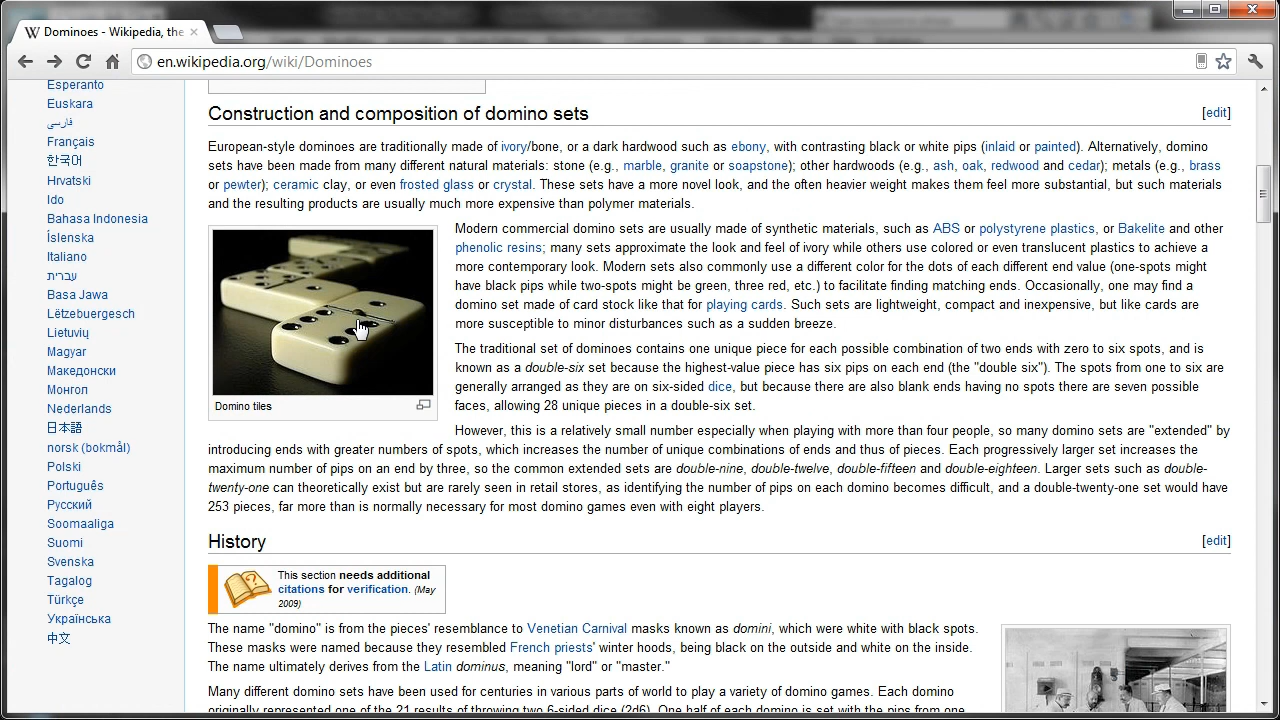 Dominoes - Wikipedia, the
en.wikipedia.org/wiki/Dominoes
Esperanto
Euskara
فارسی
Français
한국어
Hrvatski
Ido
Bahasa Indonesia
Íslenska
Italiano
עברית
Basa Jawa
Lëtzebuergesch
Lietuvių
Magyar
Македонски
Монгол
Nederlands
日本語
norsk (bokmål)
Polski
Português
Русский
Soomaaliga
Suomi
Svenska
Tagalog
Türkçe
Українська
中文
Construction and composition of domino sets
[edit]
European-style dominoes are traditionally made of ivory/bone, or a dark hardwood such as ebony, with contrasting black or white pips (inlaid or painted). Alternatively, domino
sets have been made from many different natural materials: stone (e.g., marble, granite or soapstone); other hardwoods (e.g., ash, oak, redwood and cedar); metals (e.g., brass
or pewter); ceramic clay, or even frosted glass or crystal. These sets have a more novel look, and the often heavier weight makes them feel more substantial, but such materials
and the resulting products are usually much more expensive than polymer materials.
Domino tiles
Modern commercial domino sets are usually made of synthetic materials, such as ABS or polystyrene plastics, or Bakelite and other
phenolic resins; many sets approximate the look and feel of ivory while others use colored or even translucent plastics to achieve a
more contemporary look. Modern sets also commonly use a different color for the dots of each different end value (one-spots might
have black pips while two-spots might be green, three red, etc.) to facilitate finding matching ends. Occasionally, one may find a
domino set made of card stock like that for playing cards. Such sets are lightweight, compact and inexpensive, but like cards are
more susceptible to minor disturbances such as a sudden breeze.
The traditional set of dominoes contains one unique piece for each possible combination of two ends with zero to six spots, and is
known as a double-six set because the highest-value piece has six pips on each end (the "double six"). The spots from one to six are
generally arranged as they are on six-sided dice, but because there are also blank ends having no spots there are seven possible
faces, allowing 28 unique pieces in a double-six set.
However, this is a relatively small number especially when playing with more than four people, so many domino sets are "extended" by
introducing ends with greater numbers of spots, which increases the number of unique combinations of ends and thus of pieces. Each progressively larger set increases the
maximum number of pips on an end by three, so the common extended sets are double-nine, double-twelve, double-fifteen and double-eighteen. Larger sets such as double-
twenty-one can theoretically exist but are rarely seen in retail stores, as identifying the number of pips on each domino becomes difficult, and a double-twenty-one set would have
253 pieces, far more than is normally necessary for most domino games even with eight players.
History
[edit]
This section needs additional
citations for verification. (May
2009)
The name "domino" is from the pieces' resemblance to Venetian Carnival masks known as domini, which were white with black spots.
These masks were named because they resembled French priests' winter hoods, being black on the outside and white on the inside.
The name ultimately derives from the Latin dominus, meaning "lord" or "master."
Many different domino sets have been used for centuries in various parts of world to play a variety of domino games. Each domino
originally represented one of the 21 results of throwing two 6-sided dice (2d6). One half of each domino is set with the pips from one